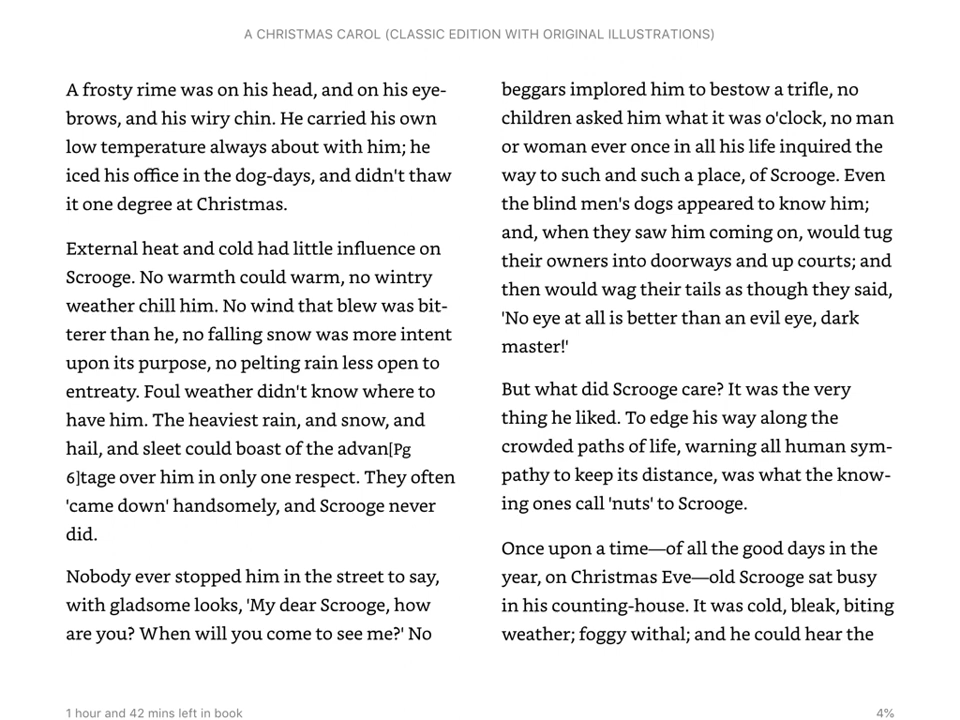 A CHRISTMAS CAROL (CLASSIC EDITION WITH ORIGINAL ILLUSTRATIONS)
A frosty rime was on his head, and on his eye-
brows, and his wiry chin. He carried his own
low temperature always about with him; he
iced his office in the dog-days, and didn't thaw
it one degree at Christmas.
External heat and cold had little influence on
Scrooge. No warmth could warm, no wintry
weather chill him. No wind that blew was bit-
terer than he, no falling snow was more intent
upon its purpose, no pelting rain less open to
entreaty. Foul weather didn't know where to
have him. The heaviest rain, and snow, and
hail, and sleet could boast of the advan[Pg
6]tage over him in only one respect. They often
'came down' handsomely, and Scrooge never
did.
Nobody ever stopped him in the street to say,
with gladsome looks, 'My dear Scrooge, how
are you? When will you come to see me?' No
beggars implored him to bestow a trifle, no
children asked him what it was o'clock, no man
or woman ever once in all his life inquired the
way to such and such a place, of Scrooge. Even
the blind men's dogs appeared to know him;
and, when they saw him coming on, would tug
their owners into doorways and up courts; and
then would wag their tails as though they said,
'No eye at all is better than an evil eye, dark
master!'
But what did Scrooge care? It was the very
thing he liked. To edge his way along the
crowded paths of life, warning all human sym-
pathy to keep its distance, was what the know-
ing ones call 'nuts' to Scrooge.
Once upon a time—of all the good days in the
year, on Christmas Eve—old Scrooge sat busy
in his counting-house. It was cold, bleak, biting
weather; foggy withal; and he could hear the
1 hour and 42 mins left in book
4%